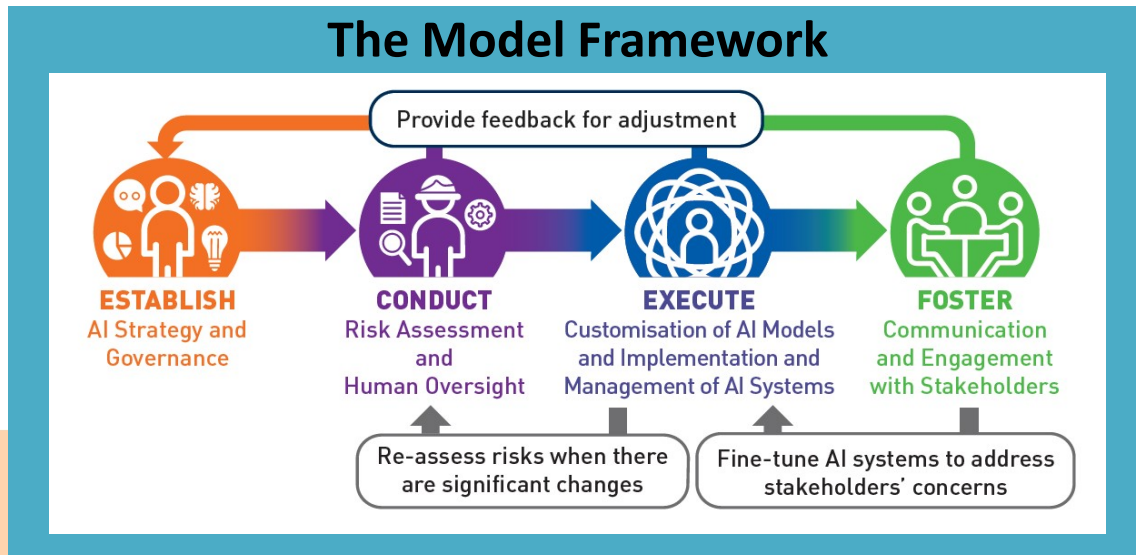 The Model Framework
Provide feedback for adjustment
ESTABLISH
AI Strategy and
Governance
CONDUCT
Risk Assessment
and
Human Oversight
EXECUTE
Customisation of AI Models
and Implementation and
Management of AI Systems
FOSTER
Communication
and Engagement
with Stakeholders
Re-assess risks when there
are significant changes
Fine-tune AI systems to address
stakeholders’ concerns